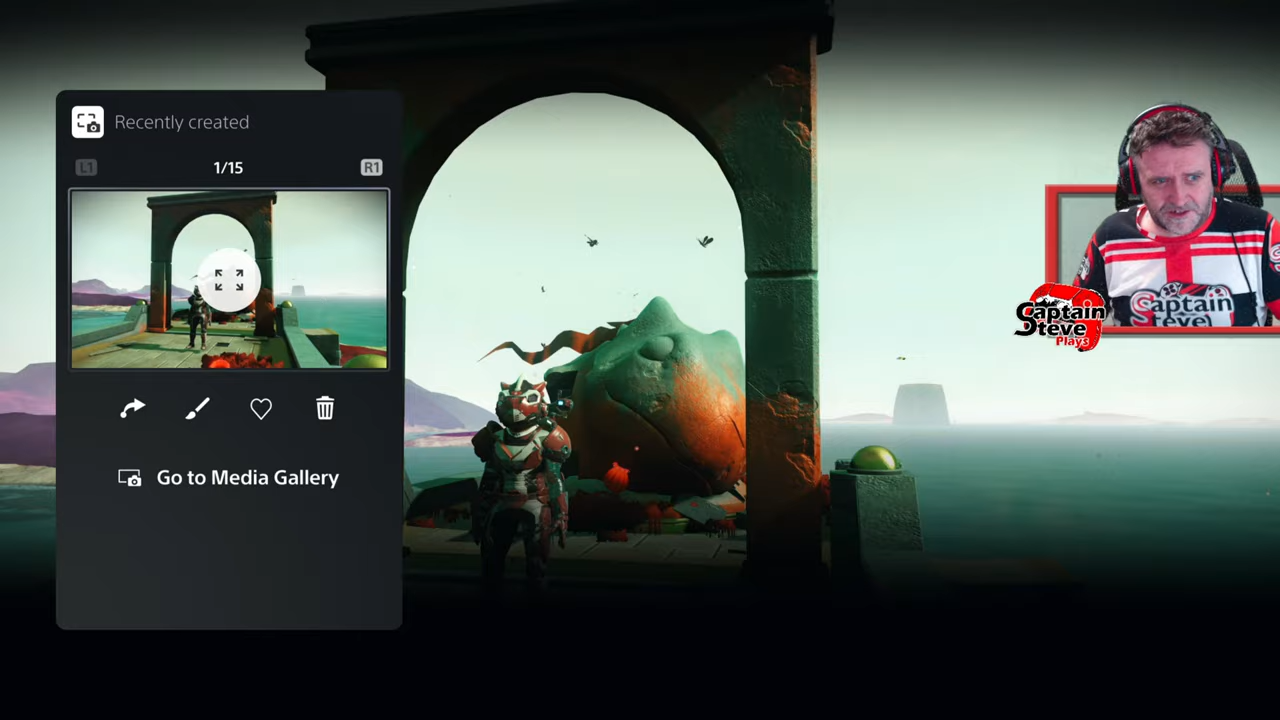 Recently created
L1
1/15
R1
Go to Media Gallery
Captain
Steve
Plays
Captain
Steve